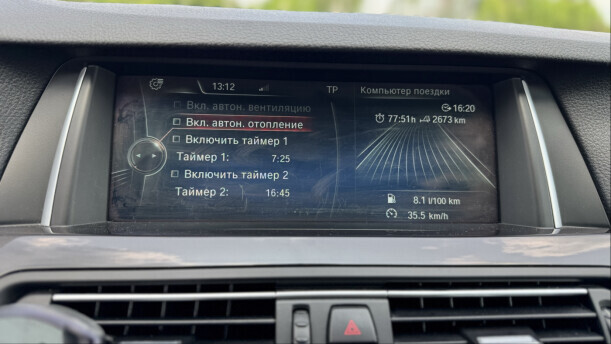 13:12
TP
Компьютер поездки
Вкл. автон. вентиляцию
Вкл. автон. отопление
Включить таймер 1
Таймер 1: 7:25
Включить таймер 2
Таймер 2: 16:45
16:20
77:51h 2673 km
8.1 l/100 km
35.5 km/h